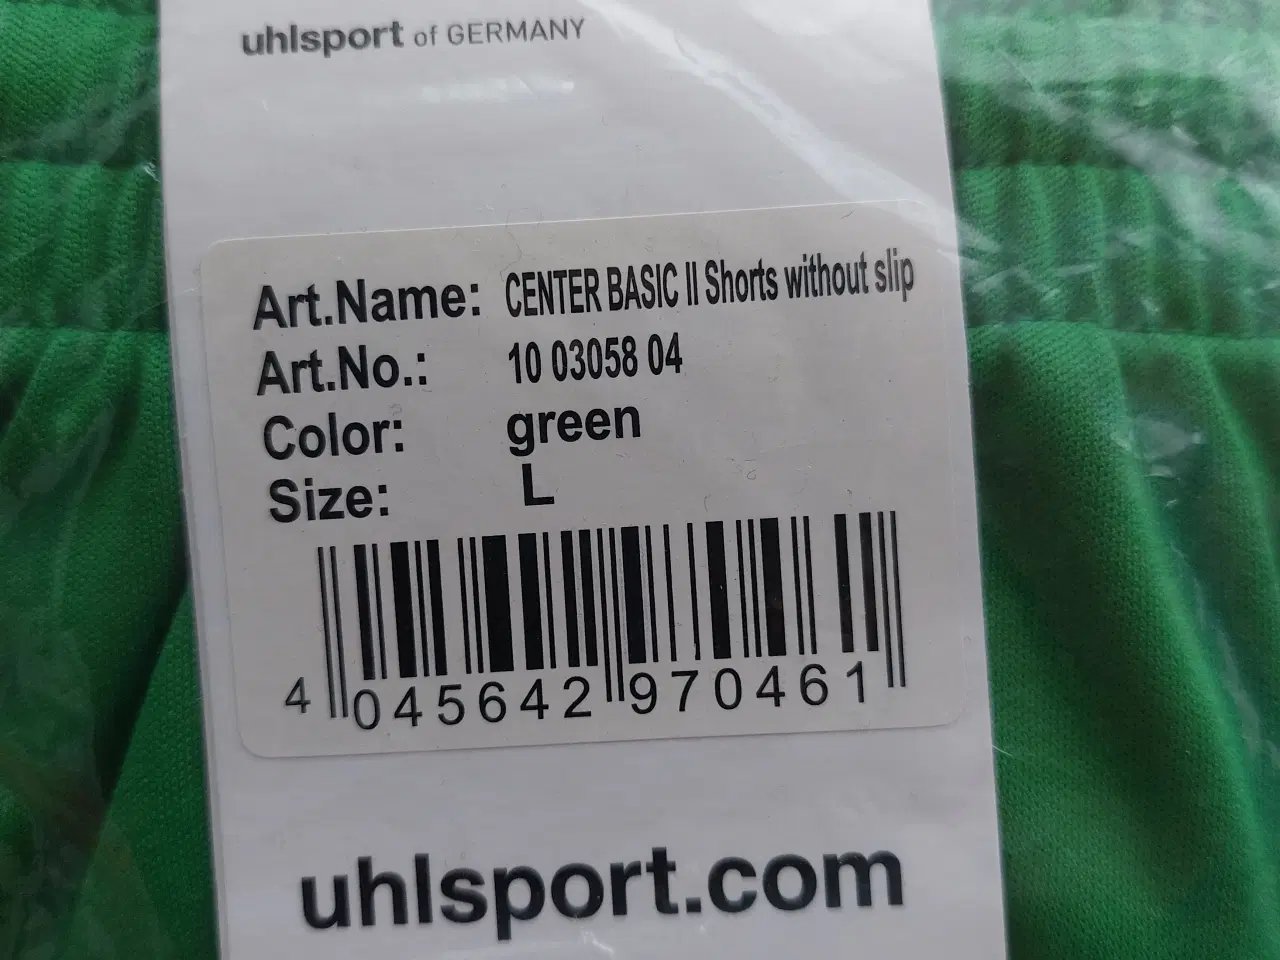 uhlsport of GERMANY
Art.Name: CENTER BASIC II Shorts without slip
Art.No.: 10 03058 04
Color: green
Size: L
4 045642 970461
uhlsport.com